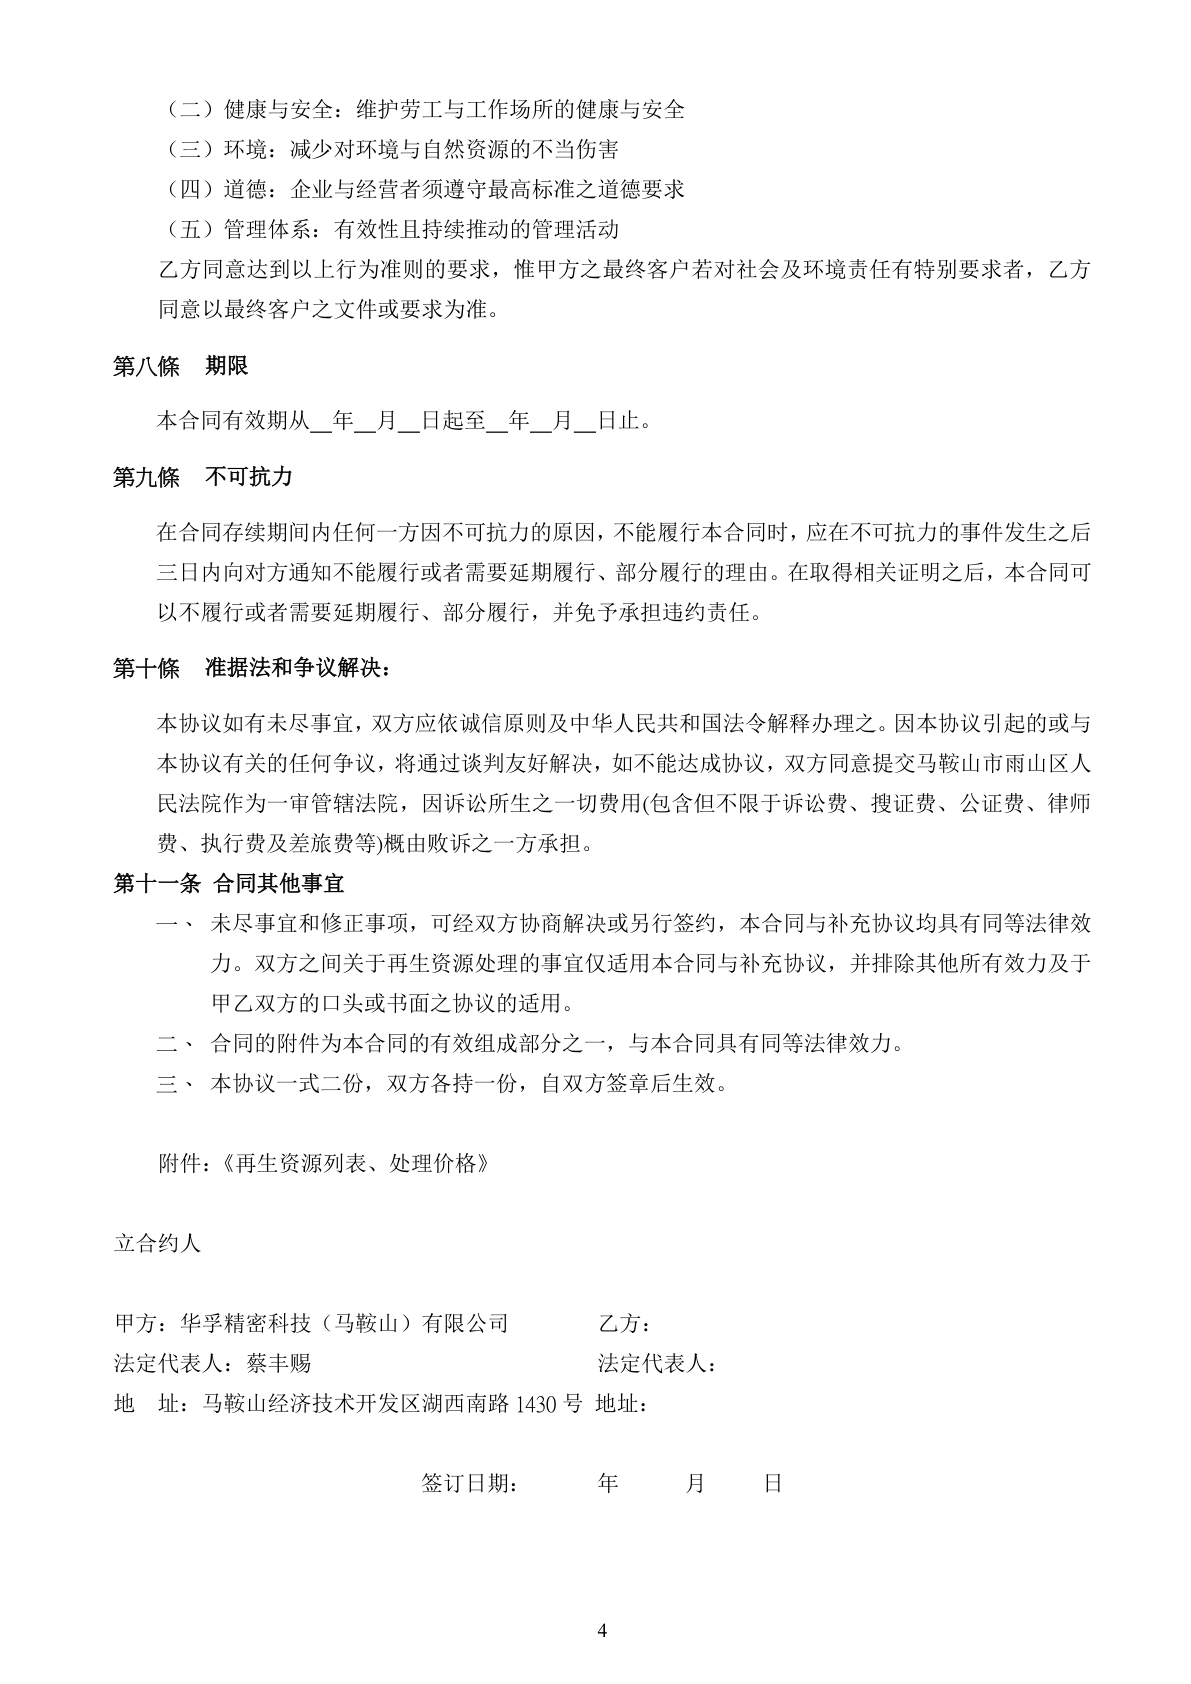 （二）健康与安全：维护劳工与工作场所的健康与安全
（三）环境：减少对环境与自然资源的不当伤害
（四）道德：企业与经营者须遵守最高标准之道德要求
（五）管理体系：有效性且持续推动的管理活动
乙方同意达到以上行为准则的要求，惟甲方之最终客户若对社会及环境责任有特别要求者，乙方
同意以最终客户之文件或要求为准。
第八條 期限
本合同有效期从__年__月__日起至__年__月__日止。
第九條 不可抗力
在合同存续期间内任何一方因不可抗力的原因，不能履行本合同时，应在不可抗力的事件发生之后
三日内向对方通知不能履行或者需要延期履行、部分履行的理由。在取得相关证明之后，本合同可
以不履行或者需要延期履行、部分履行，并免予承担违约责任。
第十條 准据法和争议解决：
本协议如有未尽事宜，双方应依诚信原则及中华人民共和国法令解释办理之。因本协议引起的或与
本协议有关的任何争议，将通过谈判友好解决，如不能达成协议，双方同意提交马鞍山市雨山区人
民法院作为一审管辖法院，因诉讼所生之一切费用(包含但不限于诉讼费、搜证费、公证费、律师
费、执行费及差旅费等)概由败诉之一方承担。
第十一条 合同其他事宜
一、 未尽事宜和修正事项，可经双方协商解决或另行签约，本合同与补充协议均具有同等法律效
力。双方之间关于再生资源处理的事宜仅适用本合同与补充协议，并排除其他所有效力及于
甲乙双方的口头或书面之协议的适用。
二、 合同的附件为本合同的有效组成部分之一，与本合同具有同等法律效力。
三、 本协议一式二份，双方各持一份，自双方签章后生效。
附件：《再生资源列表、处理价格》
立合约人
甲方：华孚精密科技（马鞍山）有限公司 乙方：
法定代表人：蔡丰赐 法定代表人：
地 址：马鞍山经济技术开发区湖西南路 1430 号 地址：
签订日期： 年 月 日
4